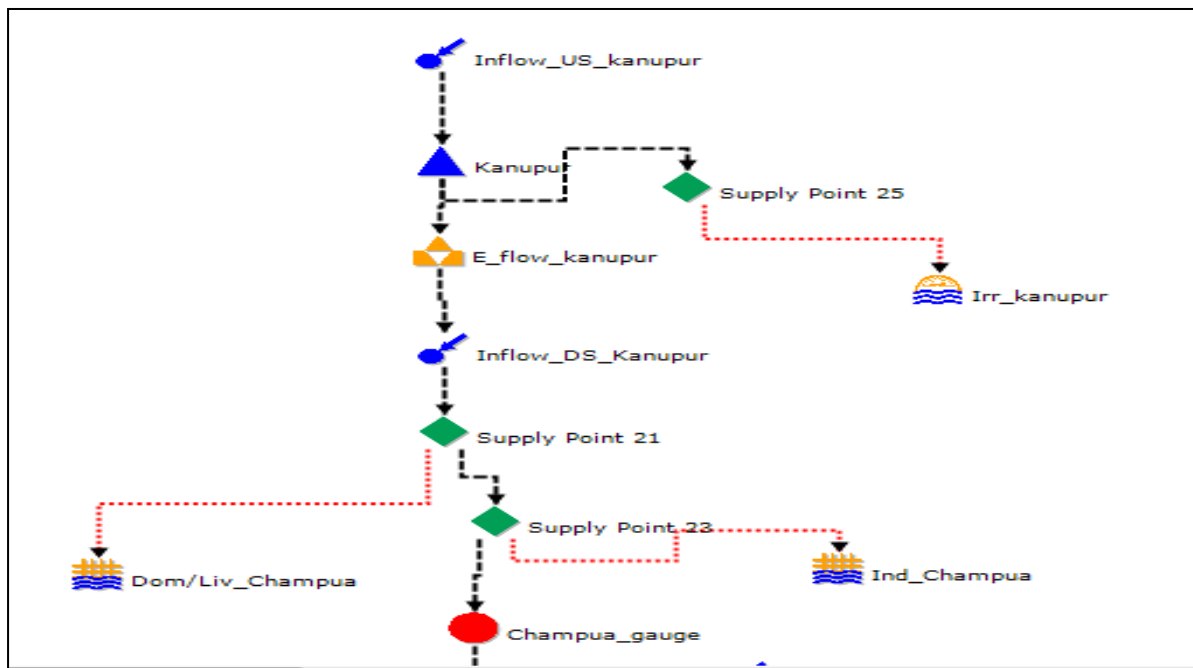 Inflow_US_kanupur
Kanupur
Supply Point 25
E_flow_kanupur
Irr_kanupur
Inflow_DS_Kanupur
Supply Point 21
Supply Point 23
Dom/Liv_Champua
Ind_Champua
Champua_gauge